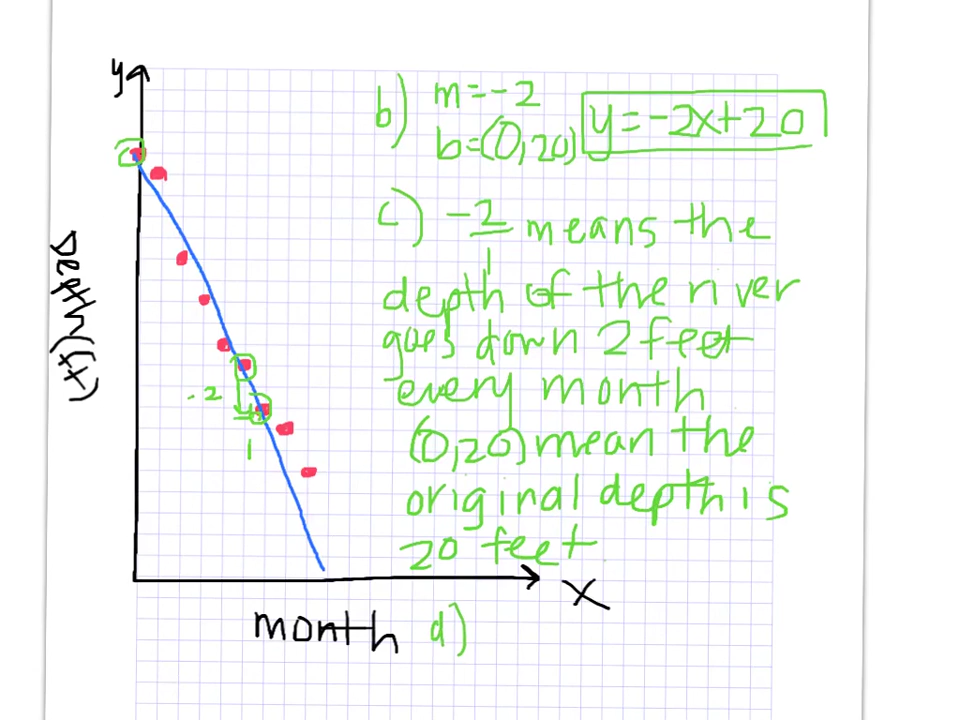 y
b) m=-2
b=(0,20) y=-2x+20
c) -2/1 means the
depth of the river
goes down 2 feet
every month
(0,20) mean the
original depth is
20 feet
Depth (ft)
-2
1
x
month d)